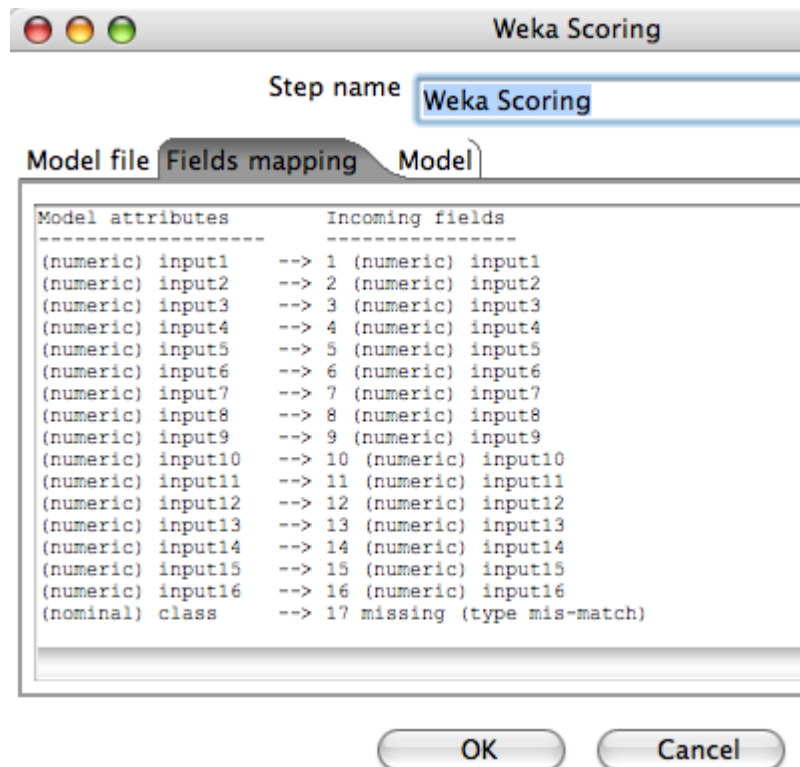 Weka Scoring
Step name Weka Scoring
Model file Fields mapping Model
Model attributes Incoming fields
------------------- ----------------
(numeric) input1 --> 1 (numeric) input1
(numeric) input2 --> 2 (numeric) input2
(numeric) input3 --> 3 (numeric) input3
(numeric) input4 --> 4 (numeric) input4
(numeric) input5 --> 5 (numeric) input5
(numeric) input6 --> 6 (numeric) input6
(numeric) input7 --> 7 (numeric) input7
(numeric) input8 --> 8 (numeric) input8
(numeric) input9 --> 9 (numeric) input9
(numeric) input10 --> 10 (numeric) input10
(numeric) input11 --> 11 (numeric) input11
(numeric) input12 --> 12 (numeric) input12
(numeric) input13 --> 13 (numeric) input13
(numeric) input14 --> 14 (numeric) input14
(numeric) input15 --> 15 (numeric) input15
(numeric) input16 --> 16 (numeric) input16
(nominal) class --> 17 missing (type mis-match)
OK Cancel